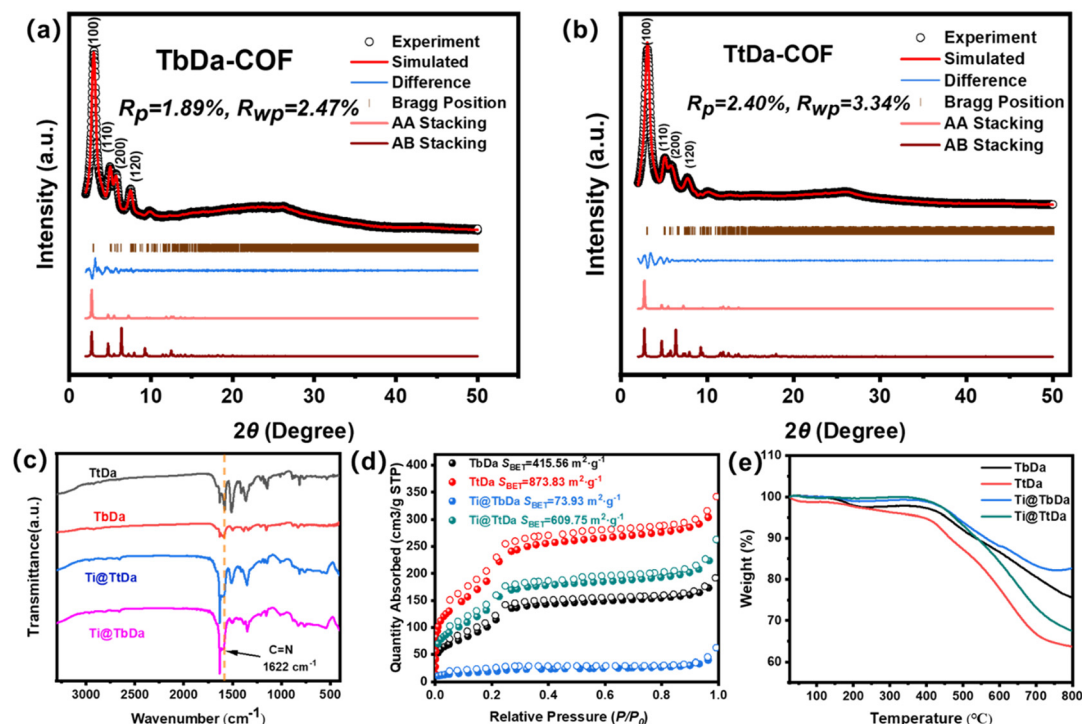 (a)
(100)
TbDa-COF
Rp=1.89%, Rwp=2.47%
(110)
(200)
(120)
Experiment
Simulated
Difference
Bragg Position
AA Stacking
AB Stacking
Intensity (a.u.)
0 10 20 30 40 50
2θ (Degree)
(b)
(100)
TtDa-COF
Rp=2.40%, Rwp=3.34%
(110)
(200)
(120)
Experiment
Simulated
Difference
Bragg Position
AA Stacking
AB Stacking
Intensity (a.u.)
0 10 20 30 40 50
2θ (Degree)
(c)
TtDa
TbDa
Ti@TtDa
Ti@TbDa
C=N
1622 cm⁻¹
Transmittance(a.u.)
3000 2500 2000 1500 1000 500
Wavenumber (cm⁻¹)
(d)
TbDa SBET=415.56 m²·g⁻¹
TtDa SBET=873.83 m²·g⁻¹
Ti@TbDa SBET=73.93 m²·g⁻¹
Ti@TtDa SBET=609.75 m²·g⁻¹
Quantity Absorbed (cm3/g STP)
400
350
300
250
200
150
100
50
0
0.0 0.2 0.4 0.6 0.8 1.0
Relative Pressure (P/P0)
(e)
TbDa
TtDa
Ti@TbDa
Ti@TtDa
Weight (%)
110
100
90
80
70
60
100 200 300 400 500 600 700 800
Temperature (°C)